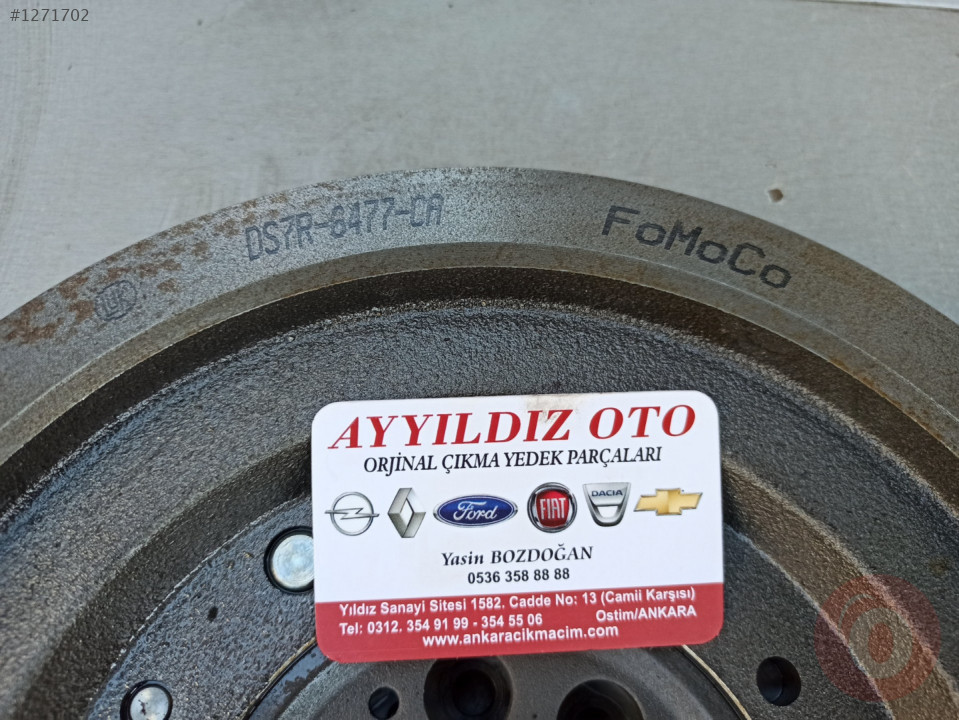 #1271702
DS7R-6477-CA
FoMoCo
LUK
AYYILDIZ OTO
ORJİNAL ÇIKMA YEDEK PARÇALARI
Ford
FIAT
DACIA
Yasin BOZDOĞAN
0536 358 88 88
Yıldız Sanayi Sitesi 1582. Cadde No: 13 (Camii Karşısı)
Tel: 0312. 354 91 99 - 354 55 06 Ostim/ANKARA
www.ankaracikmacim.com